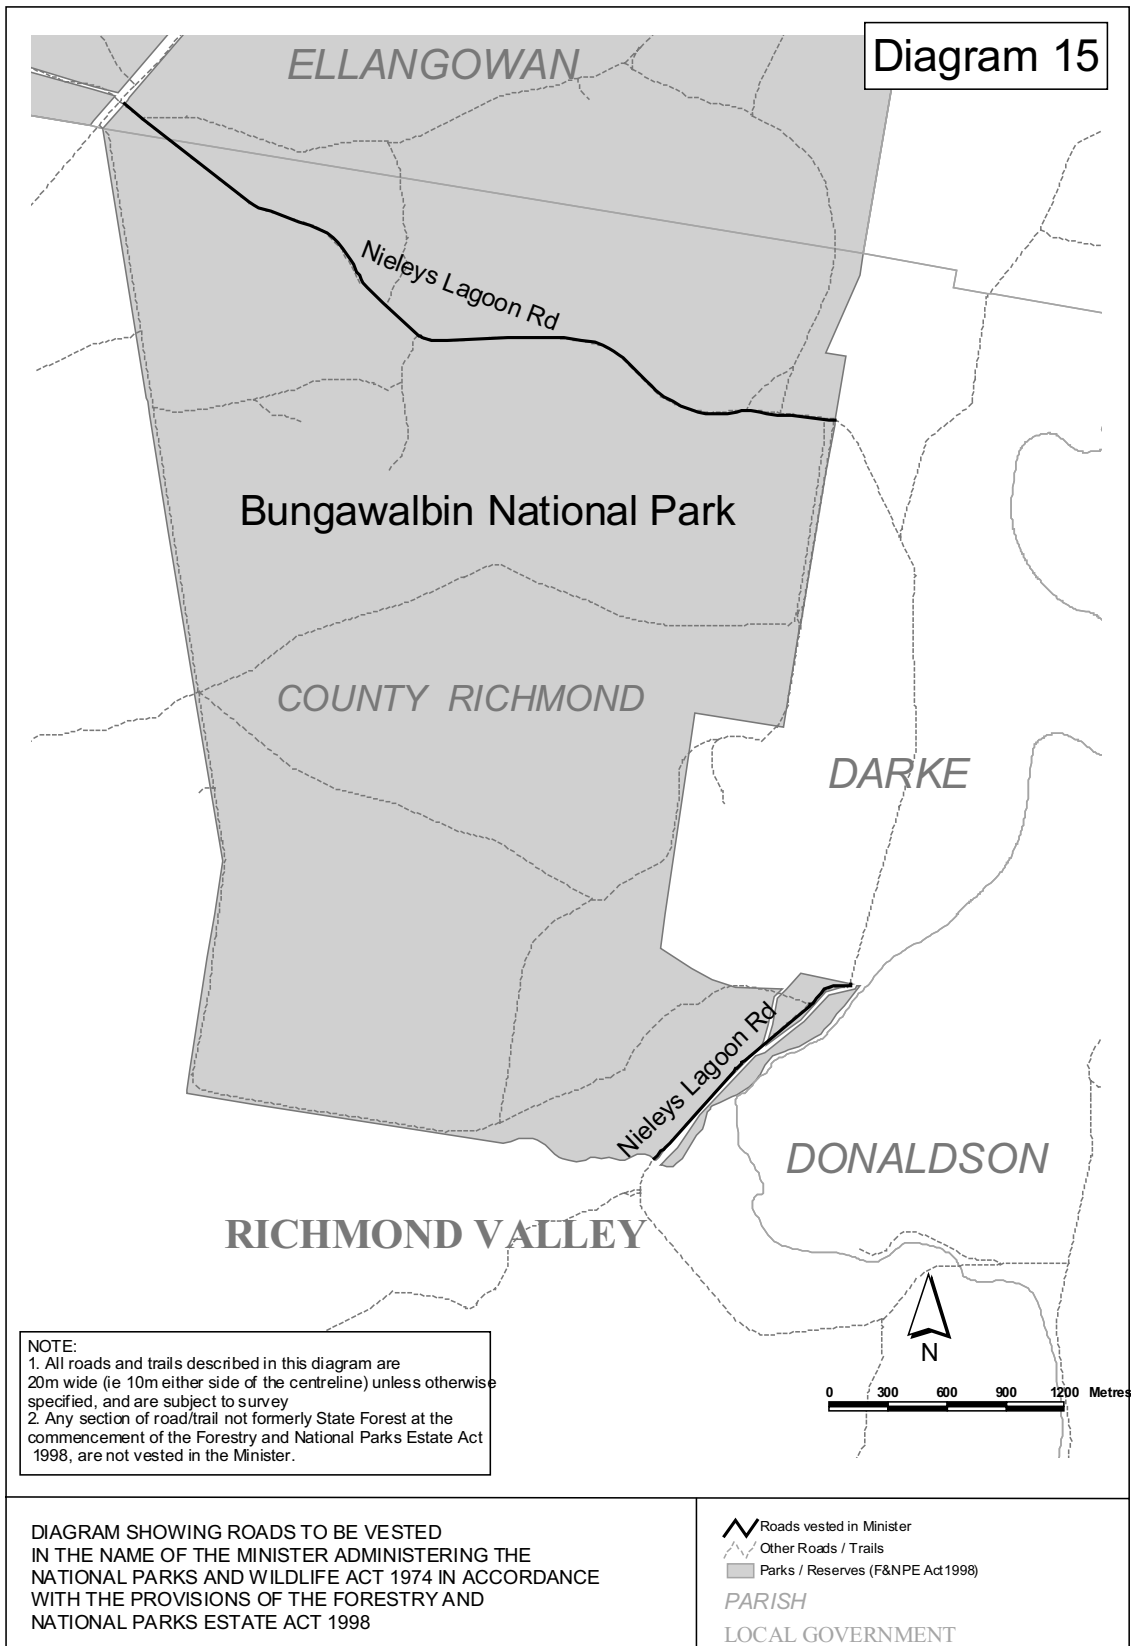 Diagram 15
ELLANGOWAN
Nieleys Lagoon Rd
Bungawalbin National Park
COUNTY RICHMOND
DARKE
Nieleys Lagoon Rd
DONALDSON
RICHMOND VALLEY
N
0 300 600 900 1200 Metres
NOTE:
1. All roads and trails described in this diagram are
20m wide (ie 10m either side of the centreline) unless otherwise
specified, and are subject to survey
2. Any section of road/trail not formerly State Forest at the
commencement of the Forestry and National Parks Estate Act
1998, are not vested in the Minister.
DIAGRAM SHOWING ROADS TO BE VESTED
IN THE NAME OF THE MINISTER ADMINISTERING THE
NATIONAL PARKS AND WILDLIFE ACT 1974 IN ACCORDANCE
WITH THE PROVISIONS OF THE FORESTRY AND
NATIONAL PARKS ESTATE ACT 1998
Roads vested in Minister
Other Roads / Trails
Parks / Reserves (F&NPE Act1998)
PARISH
LOCAL GOVERNMENT